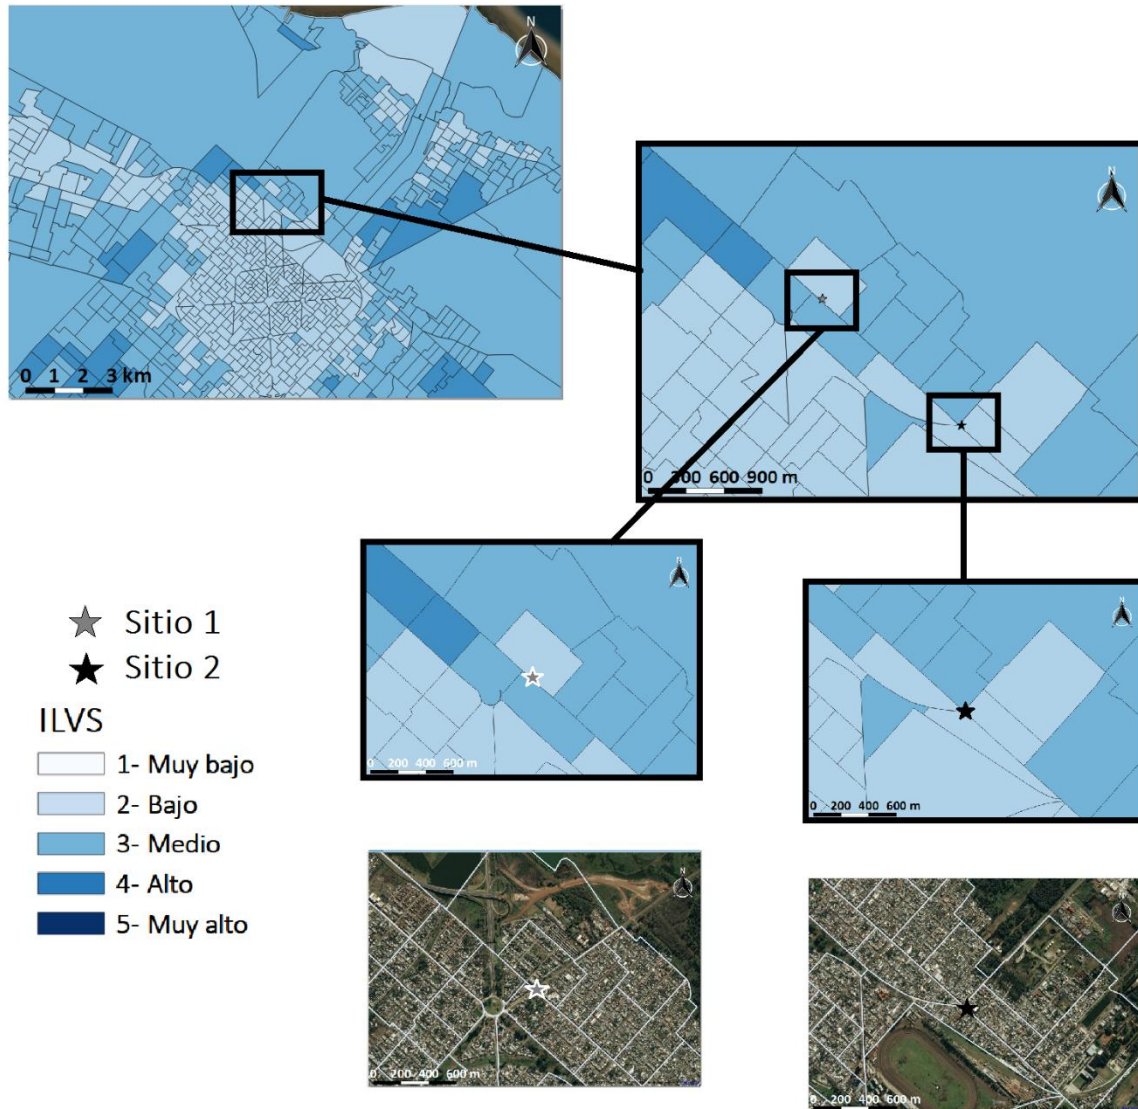 N
0 1 2 3 km
N
0 300 600 900 m
N
0 200 400 600 m
N
0 200 400 600 m
Sitio 1
Sitio 2
ILVS
1- Muy bajo
2- Bajo
3- Medio
4- Alto
5- Muy alto
N
0 200 400 600 m
N
0 200 400 600 m